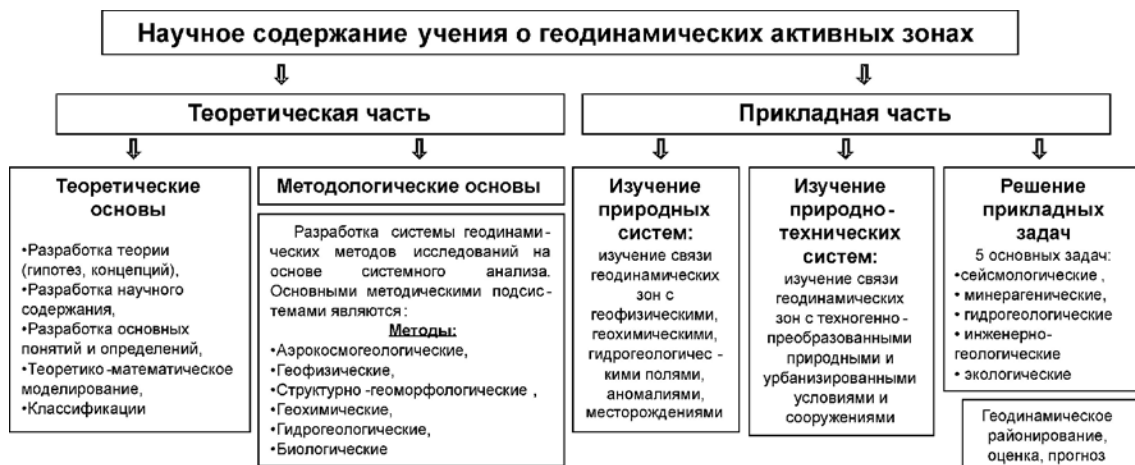 Научное содержание учения о геодинамических активных зонах
Теоретическая часть
Прикладная часть
Теоретические
основы
•Разработка теории
(гипотез, концепций),
•Разработка научного
содержания,
•Разработка основных
понятий и определений,
•Теоретико-математическое
моделирование,
•Классификации
Методологические основы
Разработка системы геодинами-
ческих методов исследований на
основе системного анализа.
Основными методическими подсис-
темами являются:
Методы:
•Аэрокосмогеологические,
•Геофизические,
•Структурно-геоморфологические,
•Геохимические,
•Гидрогеологические,
•Биологические
Изучение
природных
систем:
изучение связи
геодинамических
зон с
геофизическими,
геохимическими,
гидрогеологичес-
кими полями,
аномалиями,
месторождениями
Изучение
природно-
технических
систем:
изучение связи
геодинамических
зон с техногенно-
преобразованными
природными и
урбанизированными
условиями и
сооружениями
Решение
прикладных
задач
5 основных задач:
•сейсмологические,
• минерагенические,
• гидрогеологические
• инженерно-
геологические
• экологические
Геодинамическое
районирование,
оценка, прогноз